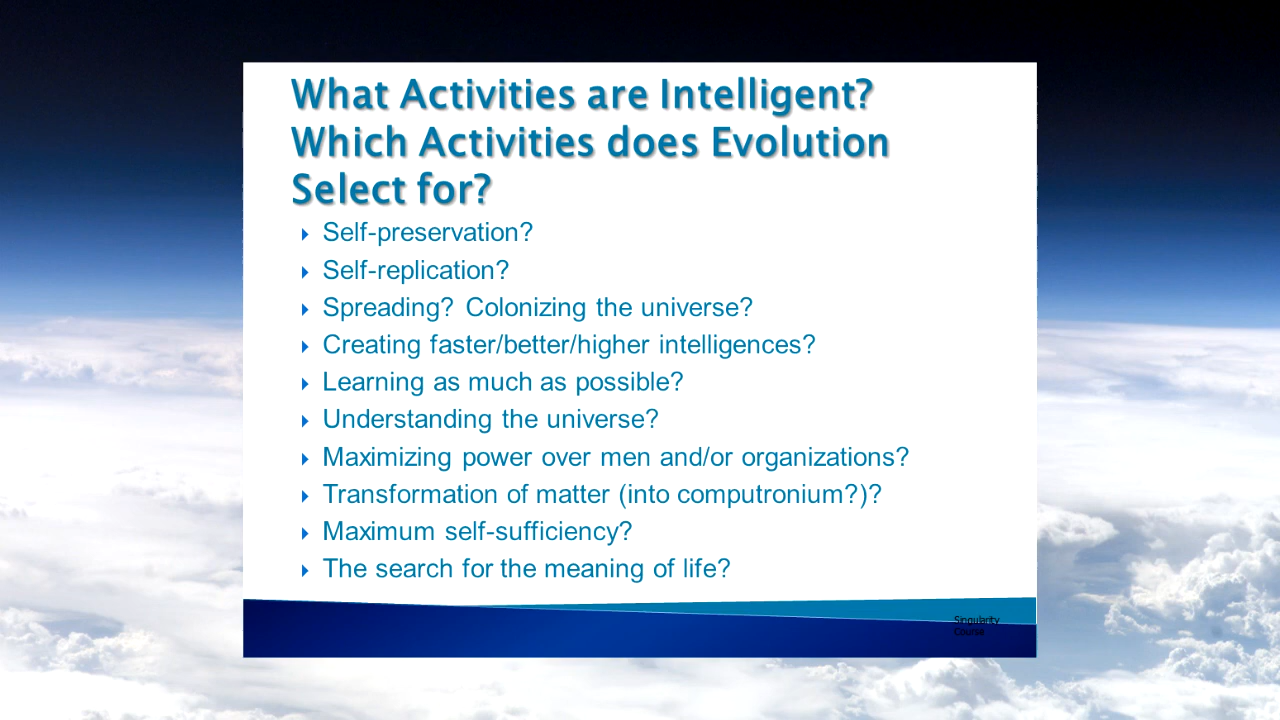 What Activities are Intelligent?
Which Activities does Evolution
Select for?
Self-preservation?
Self-replication?
Spreading? Colonizing the universe?
Creating faster/better/higher intelligences?
Learning as much as possible?
Understanding the universe?
Maximizing power over men and/or organizations?
Transformation of matter (into computronium?)?
Maximum self-sufficiency?
The search for the meaning of life?
Singularity
Course